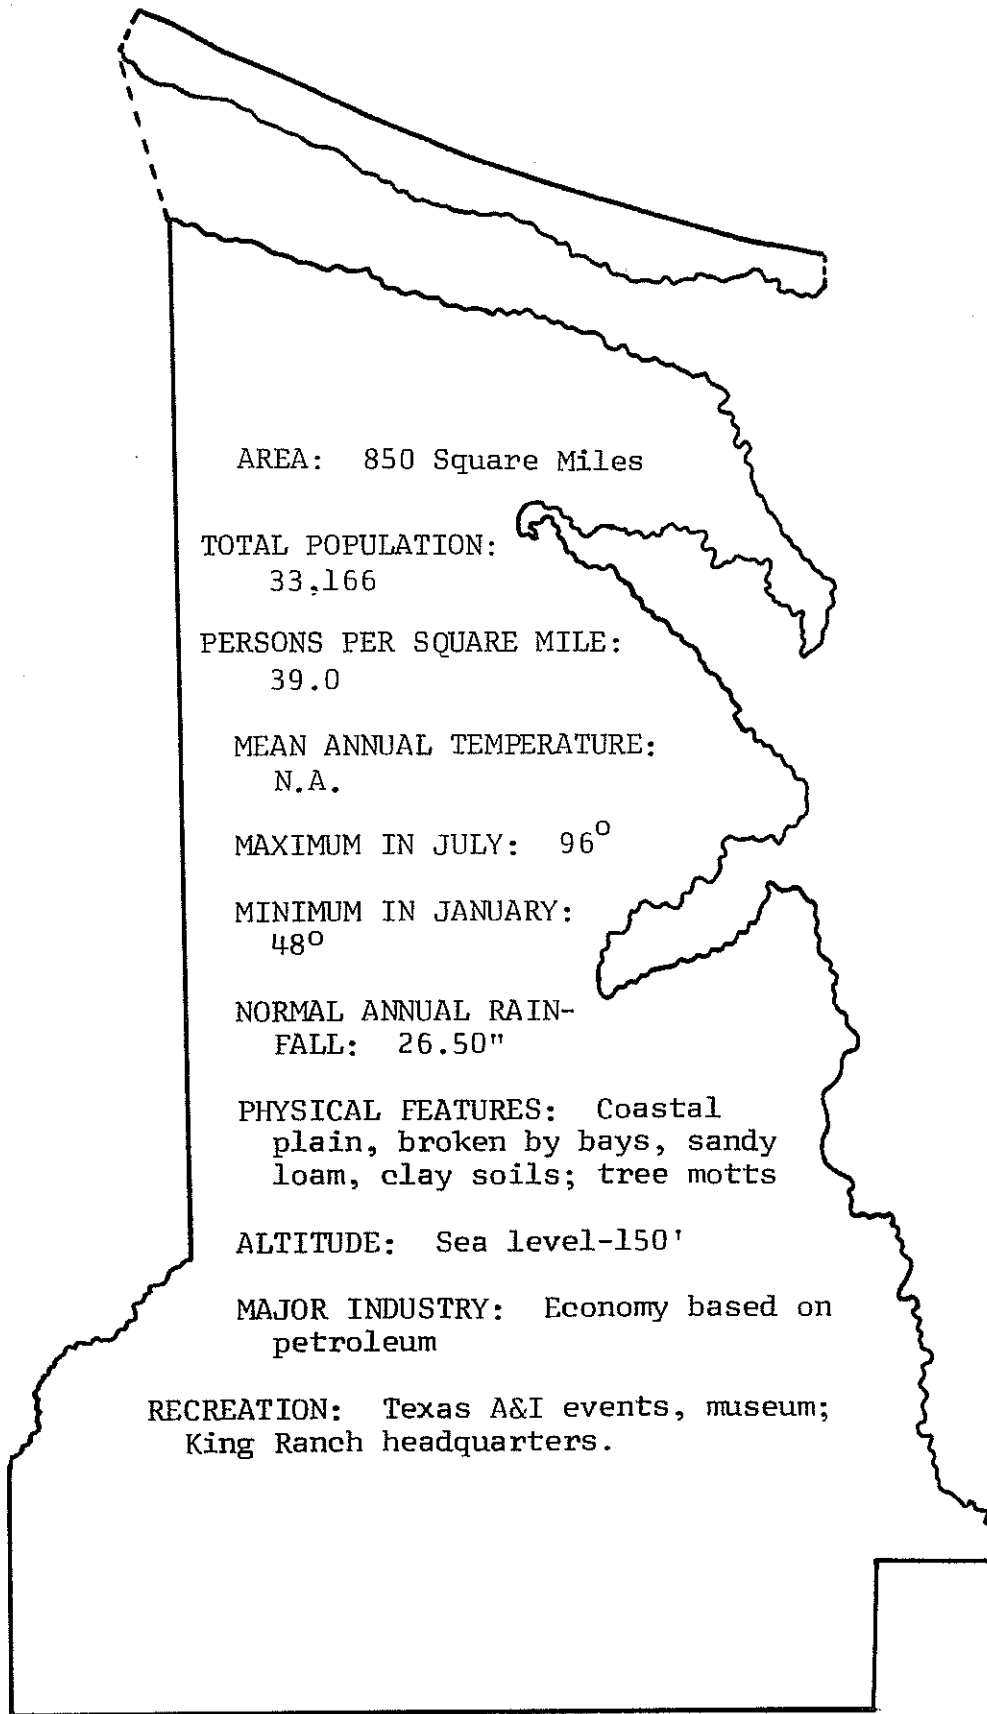 AREA: 850 Square Miles
TOTAL POPULATION:
33,166
PERSONS PER SQUARE MILE:
39.0
MEAN ANNUAL TEMPERATURE:
N.A.
MAXIMUM IN JULY: 96°
MINIMUM IN JANUARY:
48°
NORMAL ANNUAL RAIN-
FALL: 26.50"
PHYSICAL FEATURES: Coastal
plain, broken by bays, sandy
loam, clay soils; tree motts
ALTITUDE: Sea level-150'
MAJOR INDUSTRY: Economy based on
petroleum
RECREATION: Texas A&I events, museum;
King Ranch headquarters.